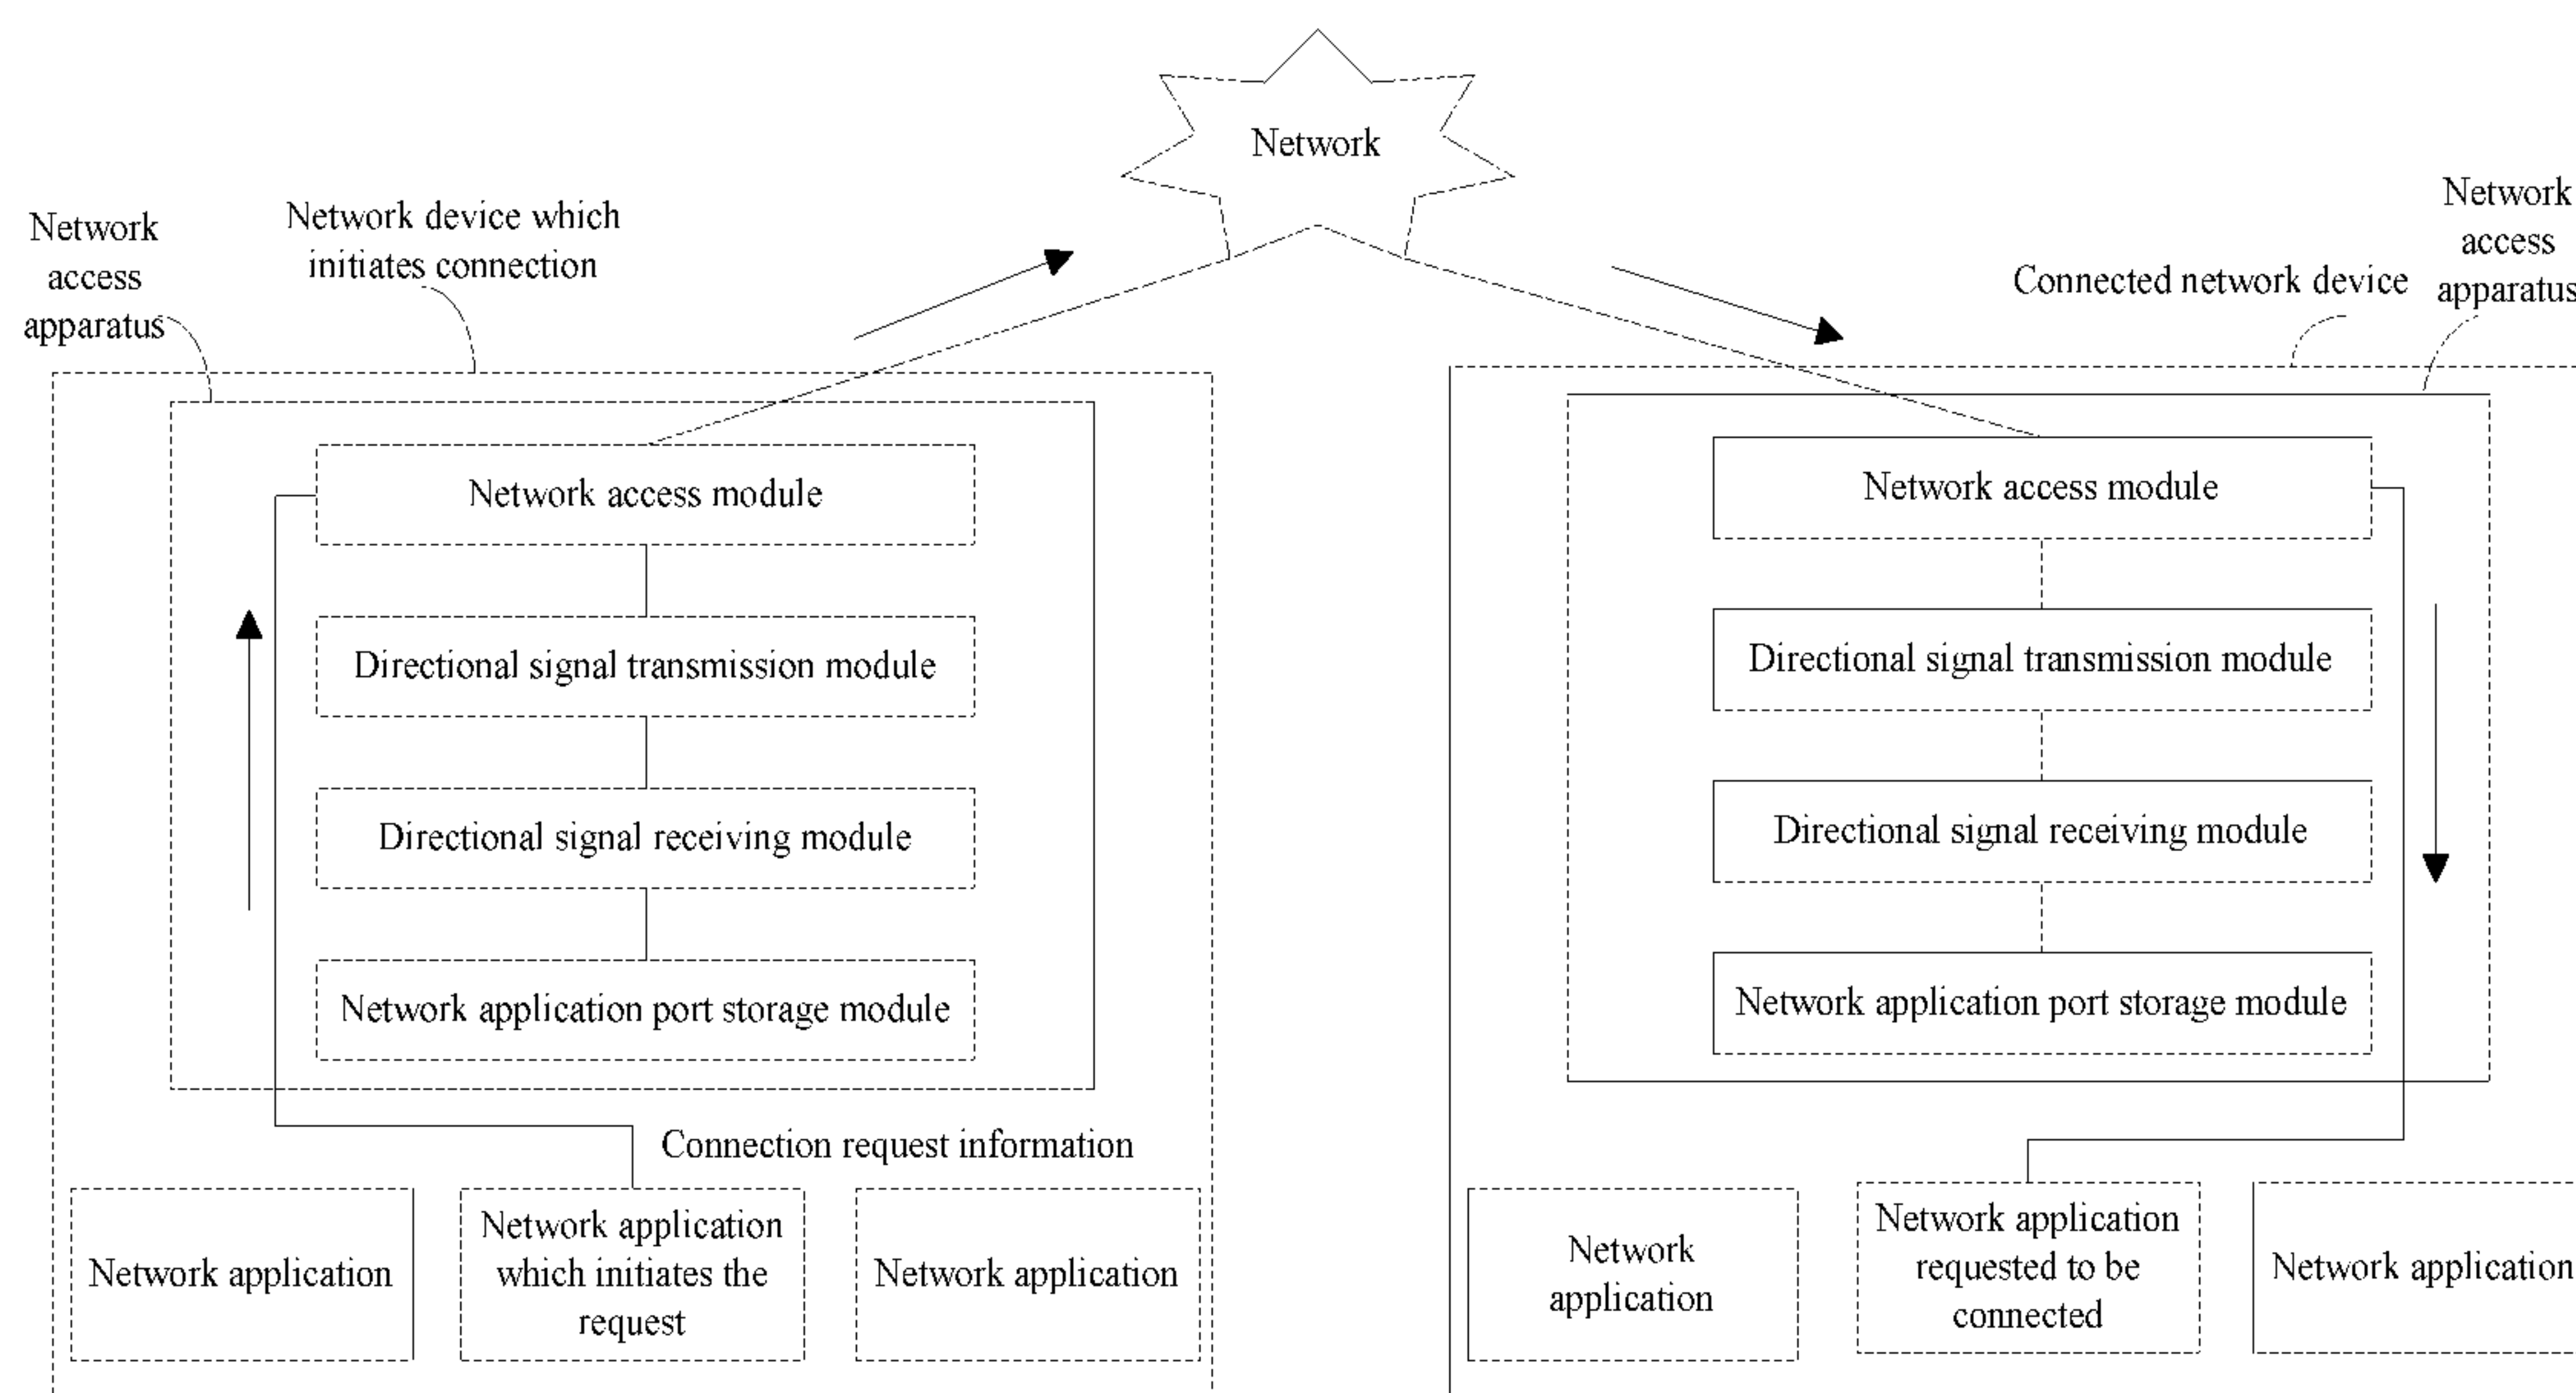 Network
Network
access
apparatus
Network device which
initiates connection
Connected network device
Network
access
apparatus
Network access module
Directional signal transmission module
Directional signal receiving module
Network application port storage module
Connection request information
Network application
Network application
which initiates the
request
Network application
Network access module
Directional signal transmission module
Directional signal receiving module
Network application port storage module
Network
application
Network application
requested to be
connected
Network application